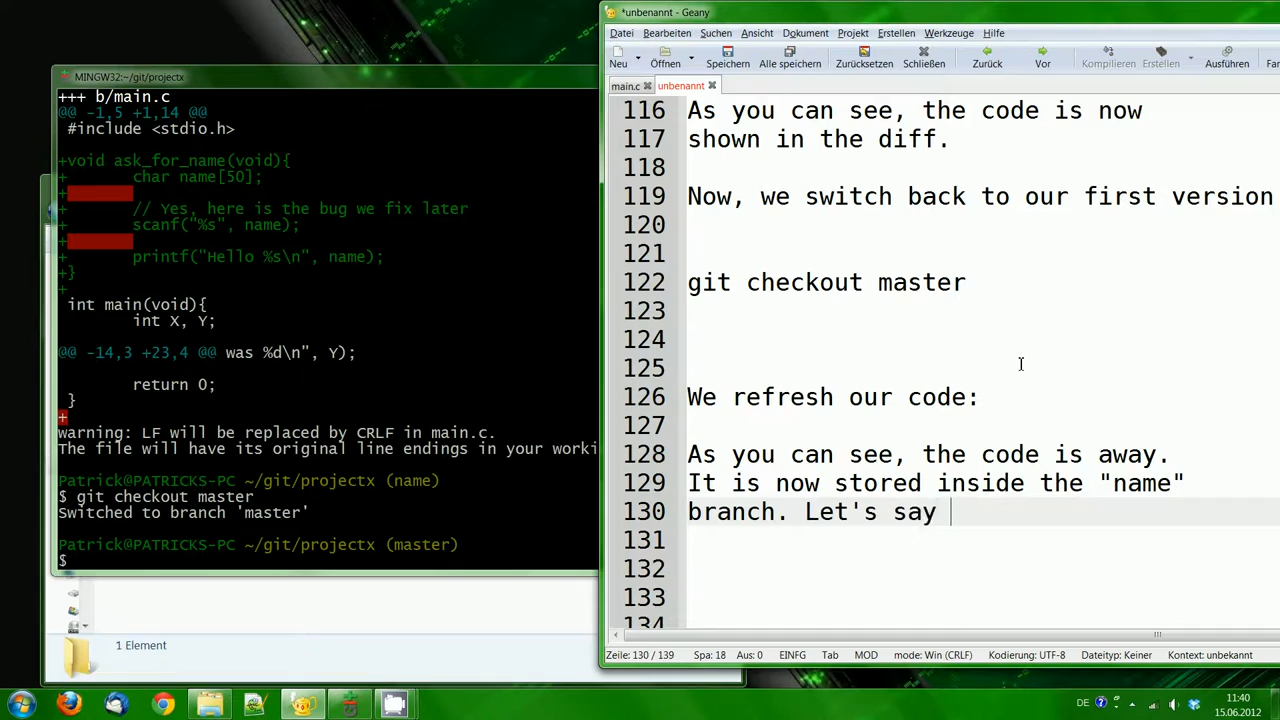 *unbenannt - Geany
Datei Bearbeiten Suchen Ansicht Dokument Projekt Erstellen Werkzeuge Hilfe
Neu Öffnen Speichern Alle speichern Zurücksetzen Schließen Zurück Vor Kompilieren Erstellen Ausführen
main.c unbenannt
116 As you can see, the code is now
117 shown in the diff.
118
119 Now, we switch back to our first version
120
121
122 git checkout master
123
124
125
126 We refresh our code:
127
128 As you can see, the code is away.
129 It is now stored inside the "name"
130 branch. Let's say
131
132
133
134
Zeile: 130 / 139 Spa: 18 Aus: 0 EINFG Tab MOD mode: Win (CRLF) Kodierung: UTF-8 Dateityp: Keiner Kontext: unbekannt
MINGW32:~/git/projectx
+++ b/main.c
@@ -1,5 +1,14 @@
#include <stdio.h>
+void ask_for_name(void){
+ char name[50];
+
+ // Yes, here is the bug we fix later
+ scanf("%s", name);
+
+ printf("Hello %s\n", name);
+}
+
int main(void){
int X, Y;
@@ -14,3 +23,4 @@ was %d\n", Y);
return 0;
}
+
warning: LF will be replaced by CRLF in main.c.
The file will have its original line endings in your worki
Patrick@PATRICKS-PC ~/git/projectx (name)
$ git checkout master
Switched to branch 'master'
Patrick@PATRICKS-PC ~/git/projectx (master)
$
1 Element
DE
11:40
15.06.2012